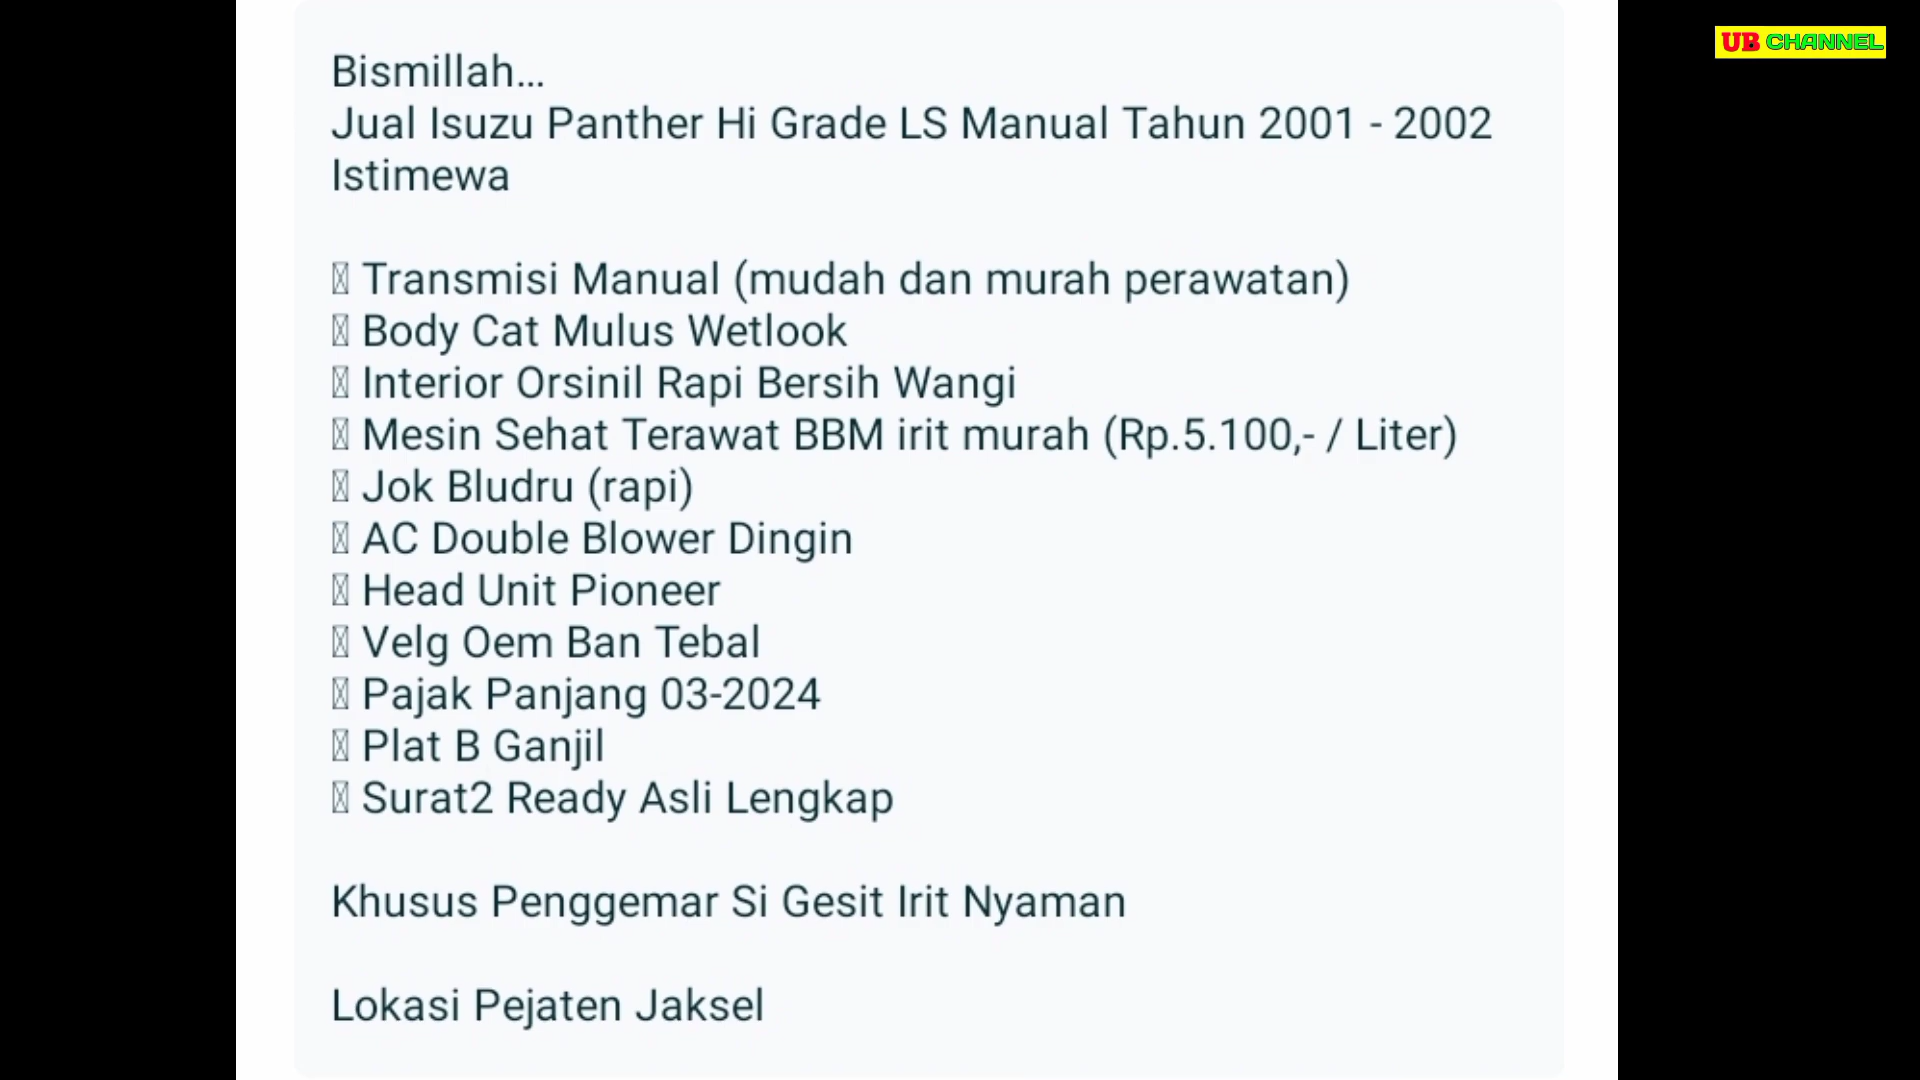 UB CHANNEL
Bismillah...
Jual Isuzu Panther Hi Grade LS Manual Tahun 2001 - 2002
Istimewa
Transmisi Manual (mudah dan murah perawatan)
Body Cat Mulus Wetlook
Interior Orsinil Rapi Bersih Wangi
Mesin Sehat Terawat BBM irit murah (Rp.5.100,- / Liter)
Jok Bludru (rapi)
AC Double Blower Dingin
Head Unit Pioneer
Velg Oem Ban Tebal
Pajak Panjang 03-2024
Plat B Ganjil
Surat2 Ready Asli Lengkap
Khusus Penggemar Si Gesit Irit Nyaman
Lokasi Pejaten Jaksel